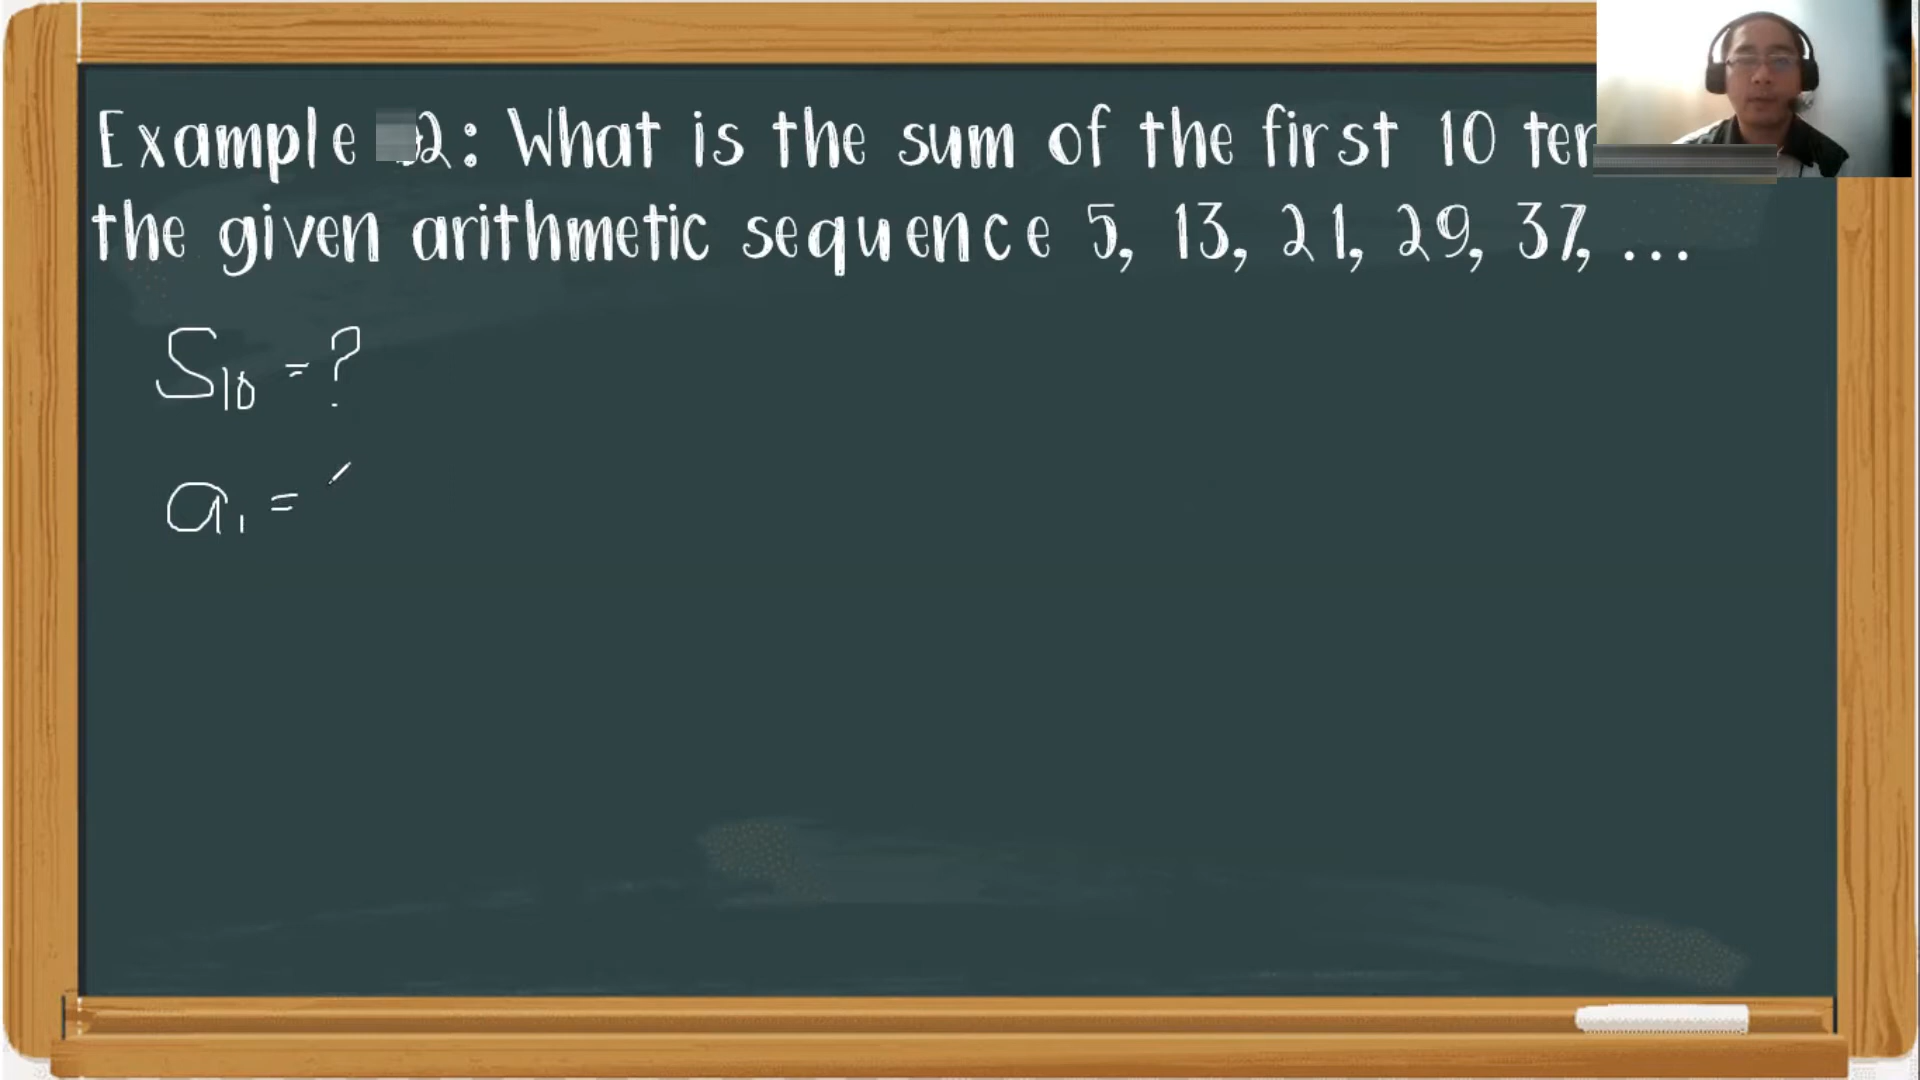 Example 2: What is the sum of the first 10
the given arithmetic sequence 5, 13, 21, 29, 37, ...
S10 = ?
a1 =